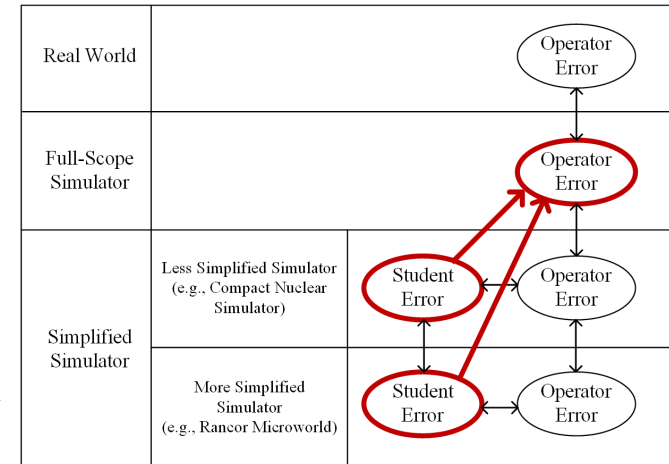 Real World
Operator
Error
Full-Scope
Simulator
Operator
Error
Simplified
Simulator
Less Simplified Simulator
(e.g., Compact Nuclear
Simulator)
Student
Error
Operator
Error
More Simplified
Simulator
(e.g., Rancor Microworld)
Student
Error
Operator
Error